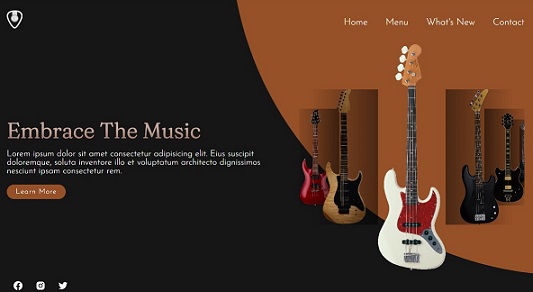 Home Menu What's New Contact
Embrace The Music
Lorem ipsum dolor sit amet consectetur adipisicing elit. Eius suscipit
doloremque, soluta inventore illo et voluptatum architecto dignissimos
nesciunt ipsam consectetur rem.
Learn More